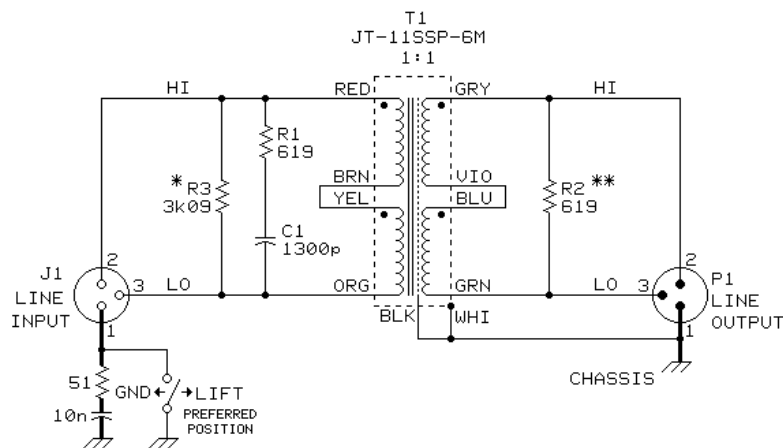 T1
JT-11SSP-6M
1:1
HI
RED
GRY
HI
R1
619
* R3
3k09
BRN
YEL
VIO
BLU
R2 **
619
C1
1300p
J1
LINE
INPUT
2
3
1
LO
ORG
GRN
LO
2
3
1
P1
LINE
OUTPUT
BLK
WHI
51
10n
GND
LIFT
PREFERRED
POSITION
CHASSIS